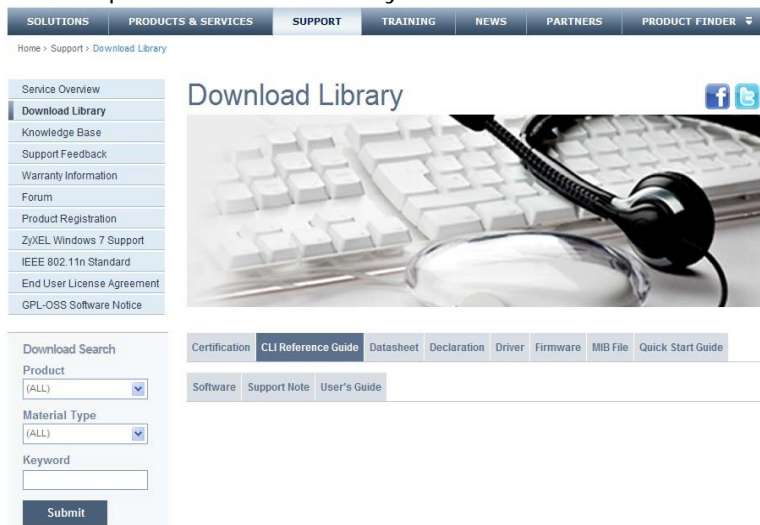 SOLUTIONS PRODUCTS & SERVICES SUPPORT TRAINING NEWS PARTNERS PRODUCT FINDER
Home > Support > Download Library
Service Overview
Download Library
Knowledge Base
Support Feedback
Warranty Information
Forum
Product Registration
ZyXEL Windows 7 Support
IEEE 802.11n Standard
End User License Agreement
GPL-OSS Software Notice
Download Library
Certification CLI Reference Guide Datasheet Declaration Driver Firmware MIB File Quick Start Guide
Software Support Note User's Guide
Download Search
Product
(ALL)
Material Type
(ALL)
Keyword
Submit